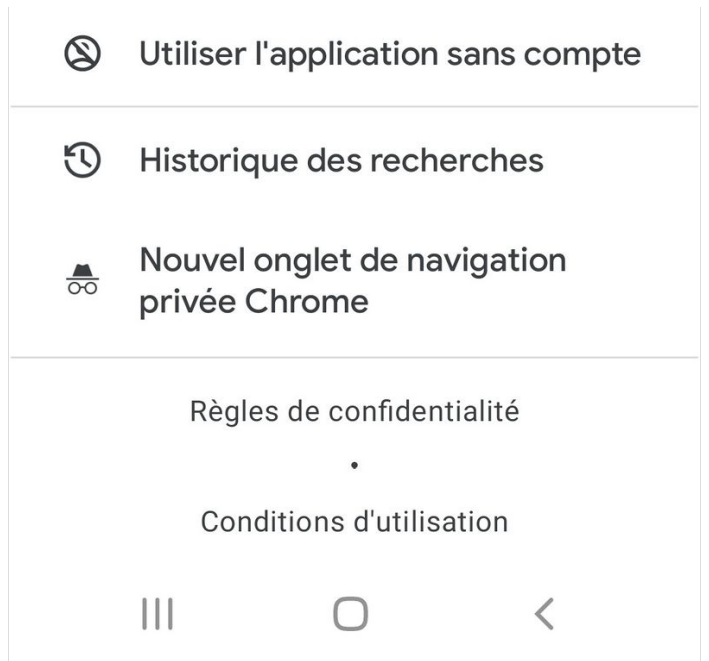 Utiliser l'application sans compte
Historique des recherches
Nouvel onglet de navigation
privée Chrome
Règles de confidentialité
•
Conditions d'utilisation